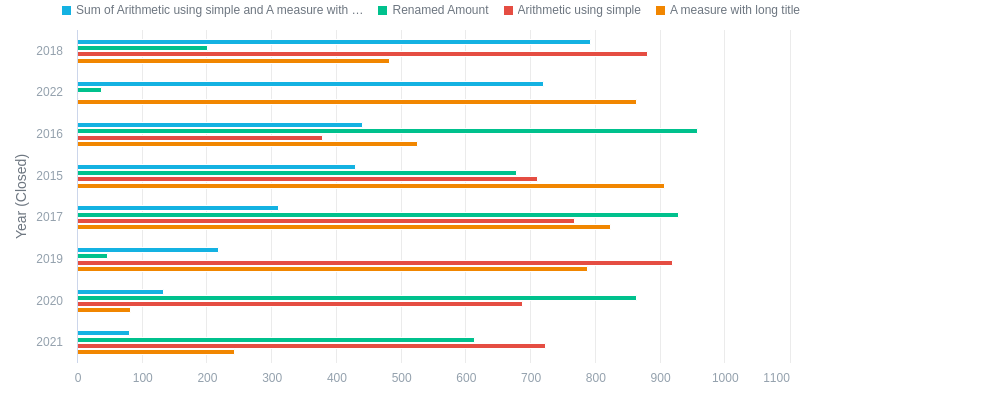 Sum of Arithmetic using simple and A measure with ... Renamed Amount Arithmetic using simple A measure with long title
Year (Closed)
2018
2022
2016
2015
2017
2019
2020
2021
0 100 200 300 400 500 600 700 800 900 1000 1100